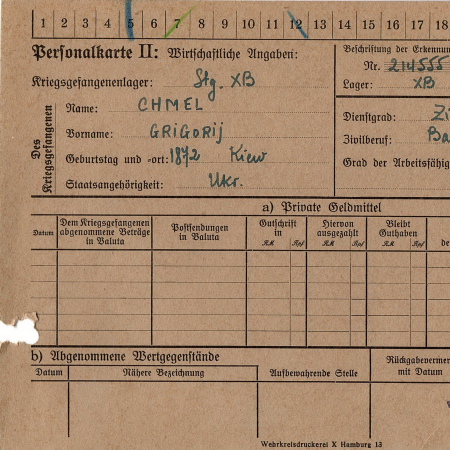 1 2 3 4 5 6 7 8 9 10 11 12 13 14 15 16 17 18
Personalkarte II: Wirtschaftliche Angaben:
Beschriftung der Erkennun
Nr. 214555
Lager: XB
Kriegsgefangenenlager: Stg. XB
Des Kriegsgefangenen
Name: CHMEL
Vorname: GRIGORIJ
Geburtstag und -ort: 1872 Kiew
Staatsangehörigkeit: Ukr.
Dienstgrad: Zi
Zivilberuf: Ba
Grad der Arbeitsfähig
a) Private Geldmittel
Datum
Dem Kriegsgefangenen
abgenommene Beträge
in Valuta
Postsendungen
in Valuta
Gutschrift
in
RM Rpf
Hiervon
ausgezahlt
RM Rpf
Bleibt
Guthaben
RM Rpf
de
b) Abgenommene Wertgegenstände
Datum
Nähere Bezeichnung
Aufbewahrende Stelle
Rückgabevermer
mit Datum
Wehrkreisdruckerei X Hamburg 13